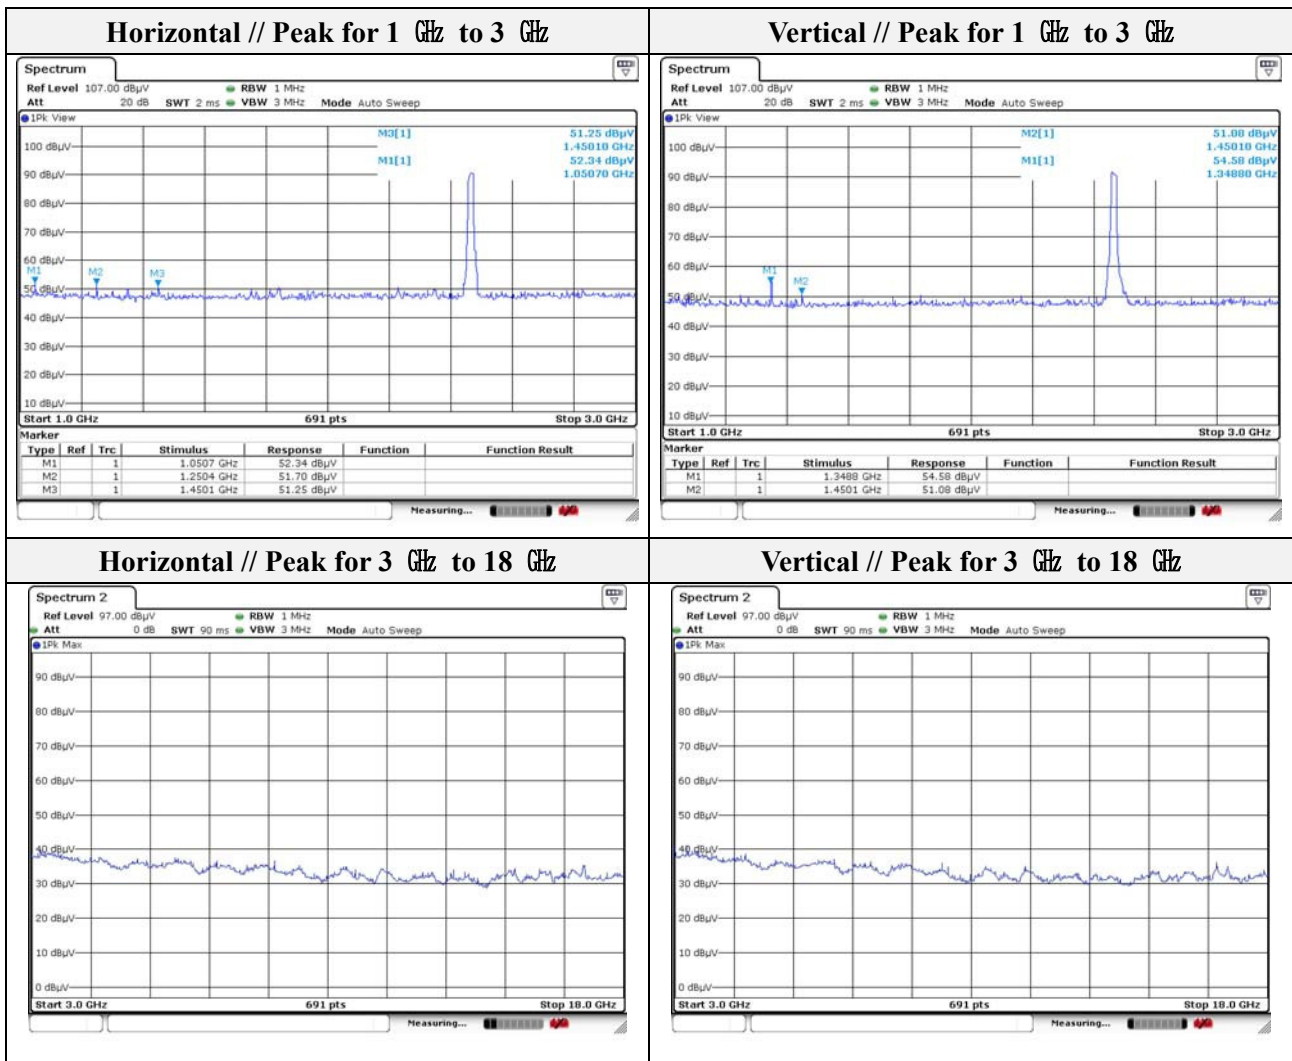 Horizontal // Peak for 1 ㎓ to 3 ㎓
Spectrum
Ref Level 107.00 dBµV RBW 1 MHz
Att 20 dB SWT 2 ms VBW 3 MHz Mode Auto Sweep
1Pk View
M3[1] 51.25 dBµV
1.45010 GHz
M1[1] 52.34 dBµV
1.05070 GHz
100 dBµV
90 dBµV
80 dBµV
70 dBµV
60 dBµV
M1 M2 M3
50 dBµV
40 dBµV
30 dBµV
20 dBµV
10 dBµV
Start 1.0 GHz 691 pts Stop 3.0 GHz
Marker
Type Ref Trc Stimulus Response Function Function Result
M1 1 1.0507 GHz 52.34 dBµV
M2 1 1.2504 GHz 51.70 dBµV
M3 1 1.4501 GHz 51.25 dBµV
Measuring...
Vertical // Peak for 1 ㎓ to 3 ㎓
Spectrum
Ref Level 107.00 dBµV RBW 1 MHz
Att 20 dB SWT 2 ms VBW 3 MHz Mode Auto Sweep
1Pk View
M2[1] 51.08 dBµV
1.45010 GHz
M1[1] 54.58 dBµV
1.34880 GHz
100 dBµV
90 dBµV
80 dBµV
70 dBµV
60 dBµV
M1
M2
50 dBµV
40 dBµV
30 dBµV
20 dBµV
10 dBµV
Start 1.0 GHz 691 pts Stop 3.0 GHz
Marker
Type Ref Trc Stimulus Response Function Function Result
M1 1 1.3488 GHz 54.58 dBµV
M2 1 1.4501 GHz 51.08 dBµV
Measuring...
Horizontal // Peak for 3 ㎓ to 18 ㎓
Spectrum 2
Ref Level 97.00 dBµV RBW 1 MHz
Att 0 dB SWT 90 ms VBW 3 MHz Mode Auto Sweep
1Pk Max
90 dBµV
80 dBµV
70 dBµV
60 dBµV
50 dBµV
40 dBµV
30 dBµV
20 dBµV
10 dBµV
0 dBµV
Start 3.0 GHz 691 pts Stop 18.0 GHz
Measuring...
Vertical // Peak for 3 ㎓ to 18 ㎓
Spectrum 2
Ref Level 97.00 dBµV RBW 1 MHz
Att 0 dB SWT 90 ms VBW 3 MHz Mode Auto Sweep
1Pk Max
90 dBµV
80 dBµV
70 dBµV
60 dBµV
50 dBµV
40 dBµV
30 dBµV
20 dBµV
10 dBµV
0 dBµV
Start 3.0 GHz 691 pts Stop 18.0 GHz
Measuring...